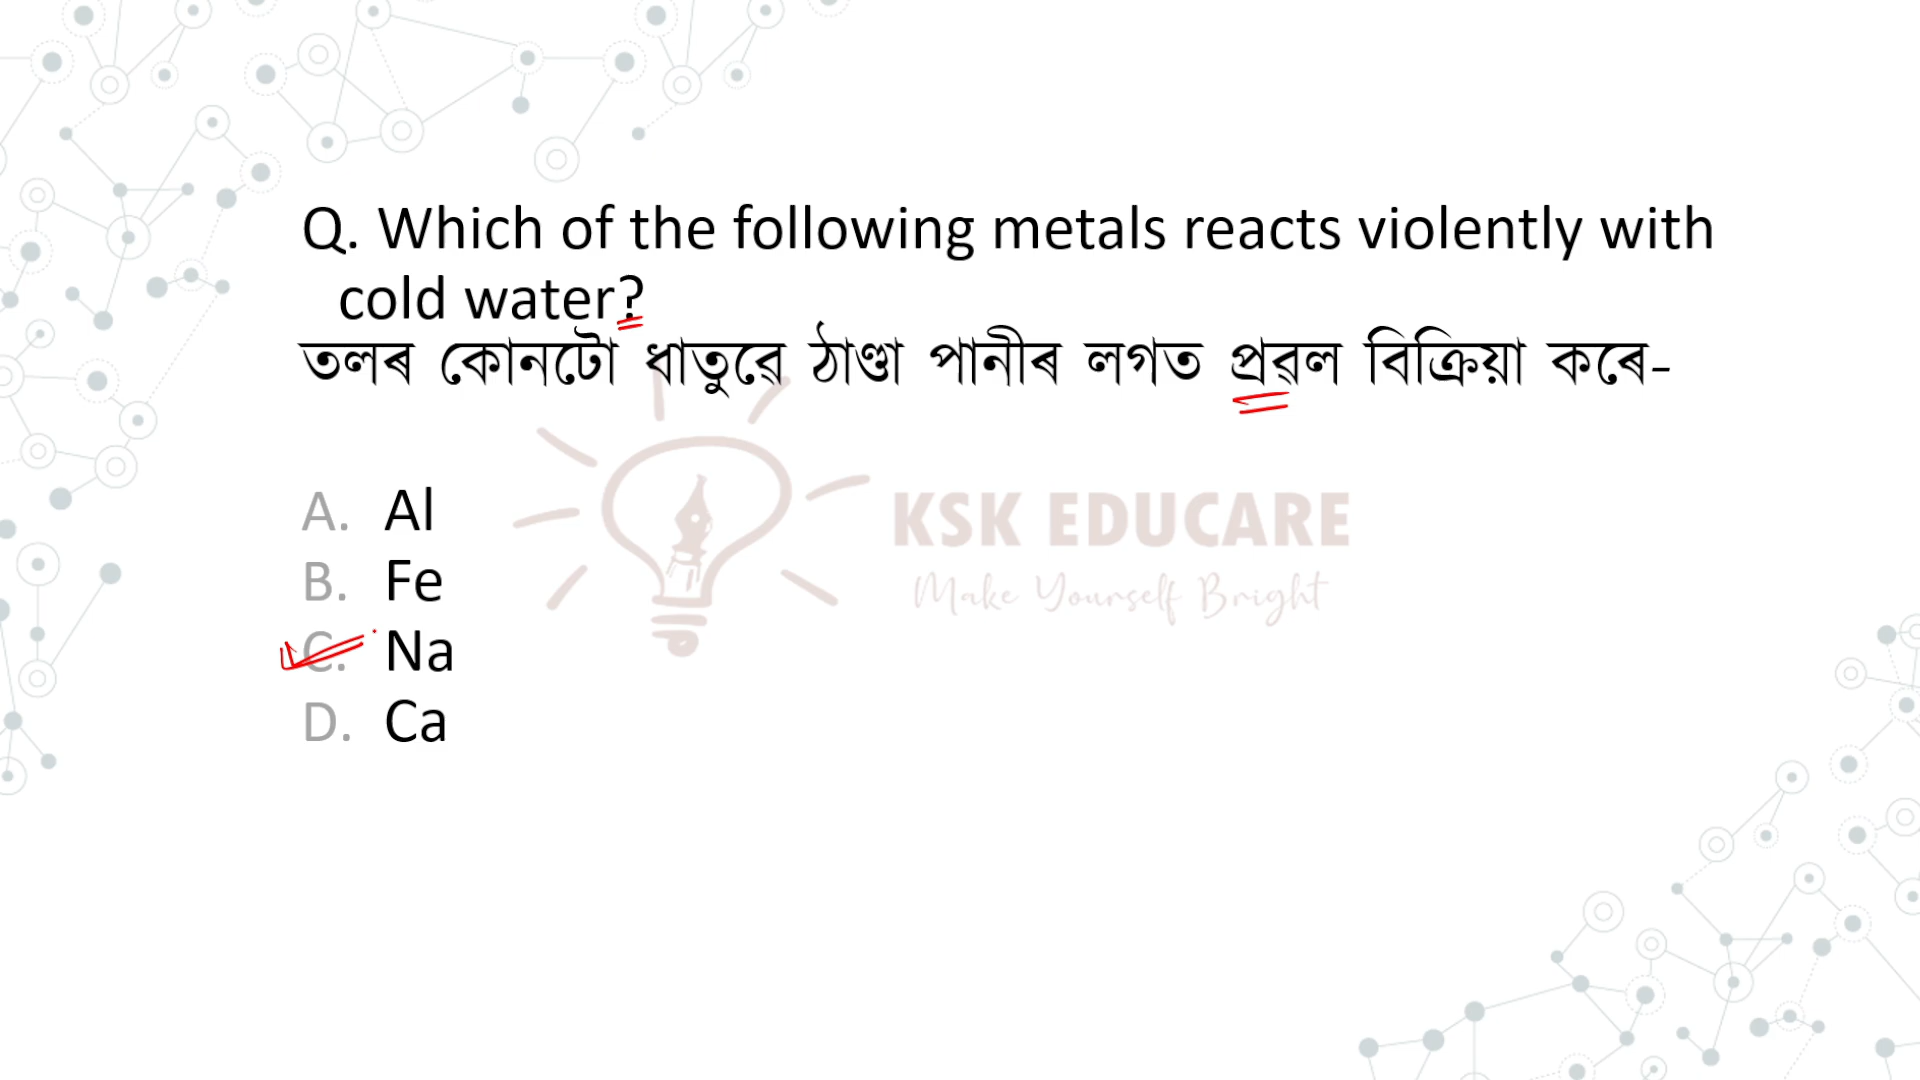 Q. Which of the following metals reacts violently with
cold water?
তলৰ কোনটো ধাতুৱে ঠাণ্ডা পানীৰ লগত প্ৰৱল বিক্ৰিয়া কৰে-
A. Al
B. Fe
C. Na
D. Ca
KSK EDUCARE
Make Yourself Bright